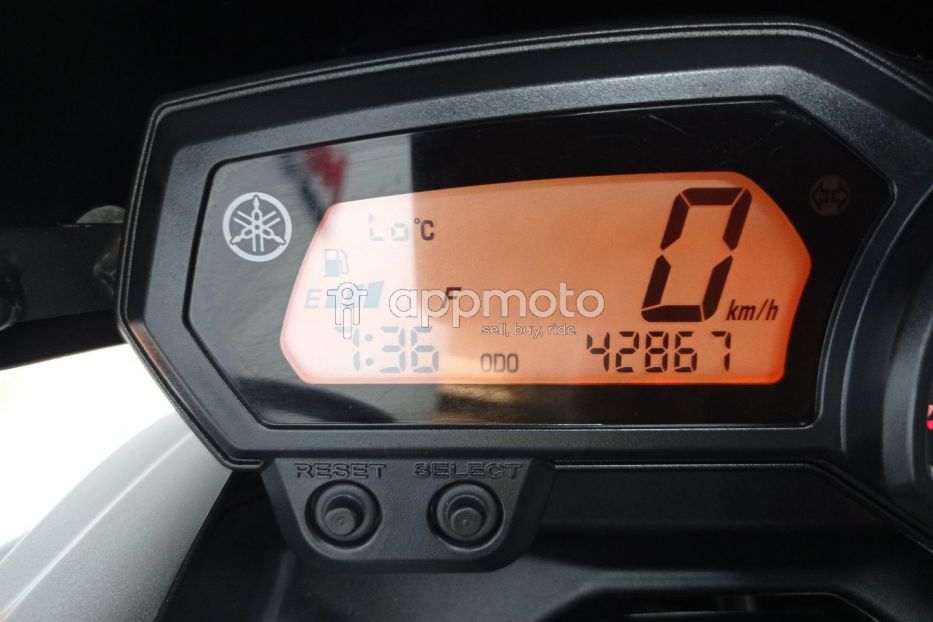 Lo°C
0
km/h
E F
appmoto
sell, buy, ride.
1:36 ODO 42867
RESET SELECT